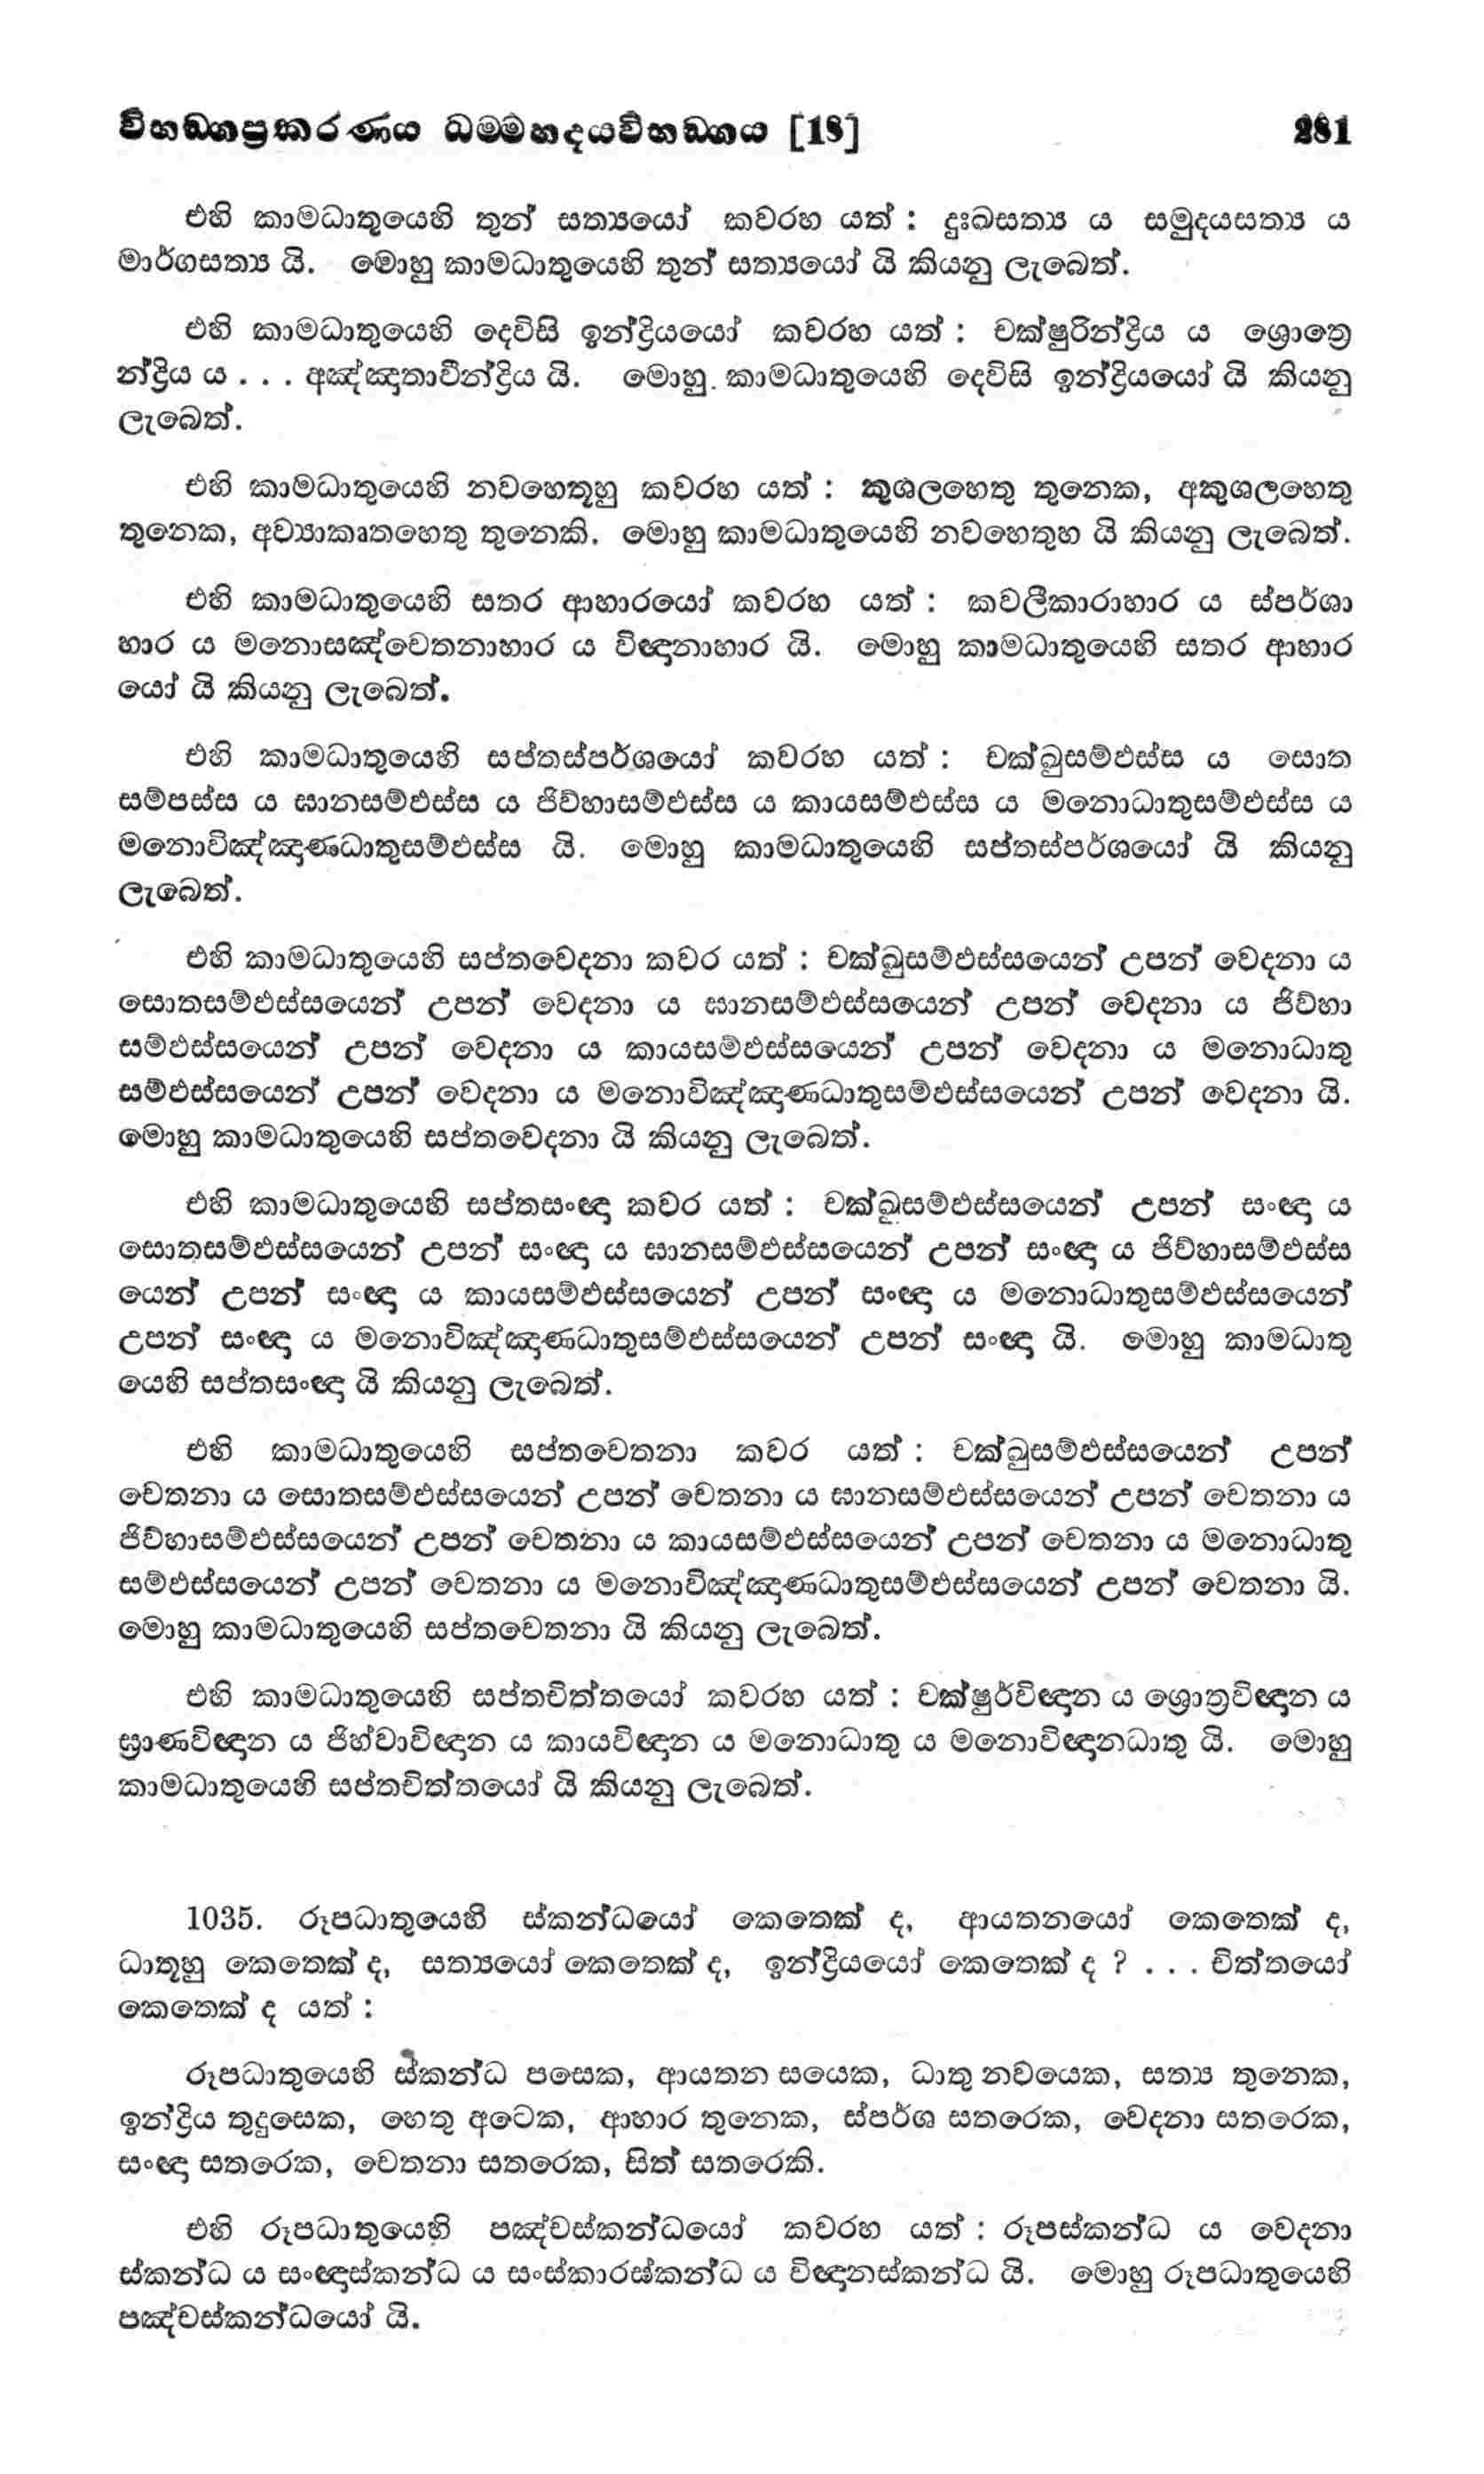 විභඞ්ගප්‍රකරණය ධම්මහදයවිභඞ්ගය [18] 281
එහි කාමධාතුයෙහි තුන් සත්‍යයෝ කවරහ යත් : දුඃඛසත්‍ය ය සමුදයසත්‍ය ය
මාර්ගසත්‍ය යි. මොහු කාමධාතුයෙහි තුන් සත්‍යයෝ යි කියනු ලැබෙත්.
එහි කාමධාතුයෙහි දෙවිසි ඉන්ද්‍රියයෝ කවරහ යත් : චක්ෂුරින්ද්‍රිය ය ශ්‍රොත්‍රෙ
න්ද්‍රිය ය . . . අඤ්ඤතාවීන්ද්‍රිය යි. මොහු කාමධාතුයෙහි දෙවිසි ඉන්ද්‍රියයෝ යි කියනු
ලැබෙත්.
එහි කාමධාතුයෙහි නවහෙතූහු කවරහ යත් : කුශලහෙතු තුනෙක, අකුශලහෙතු
තුනෙක, අව්‍යාකෘතහෙතු තුනෙකි. මොහු කාමධාතුයෙහි නවහෙතුහ යි කියනු ලැබෙත්.
එහි කාමධාතුයෙහි සතර ආහාරයෝ කවරහ යත් : කවලීකාරාහාර ය ස්පර්ශා
හාර ය මනොසඤ්චෙතනාහාර ය විඥානාහාර යි. මොහු කාමධාතුයෙහි සතර ආහාර
යෝ යි කියනු ලැබෙත්.
එහි කාමධාතුයෙහි සප්තස්පර්ශයෝ කවරහ යත් : චක්ඛුසම්ඵස්ස ය සොත
සම්පස්ස ය ඝානසම්ඵස්ස ය ජිව්හාසම්ඵස්ස ය කායසම්ඵස්ස ය මනොධාතුසම්ඵස්ස ය
මනොවිඤ්ඤාණධාතුසම්ඵස්ස යි. මොහු කාමධාතුයෙහි සප්තස්පර්ශයෝ යි කියනු
ලැබෙත්.
එහි කාමධාතුයෙහි සප්තවෙදනා කවර යත් : චක්ඛුසම්ඵස්සයෙන් උපන් වෙදනා ය
සොතසම්ඵස්සයෙන් උපන් වෙදනා ය ඝානසම්ඵස්සයෙන් උපන් වෙදනා ය ජිව්හා
සම්ඵස්සයෙන් උපන් වෙදනා ය කායසම්ඵස්සයෙන් උපන් වෙදනා ය මනොධාතු
සම්ඵස්සයෙන් උපන් වෙදනා ය මනොවිඤ්ඤාණධාතුසම්ඵස්සයෙන් උපන් වෙදනා යි.
මොහු කාමධාතුයෙහි සප්තවෙදනා යි කියනු ලැබෙත්.
එහි කාමධාතුයෙහි සප්තසංඥා කවර යත් : චක්ඛුසම්ඵස්සයෙන් උපන් සංඥා ය
සොතසම්ඵස්සයෙන් උපන් සංඥා ය ඝානසම්ඵස්සයෙන් උපන් සංඥා ය ජිව්හාසම්ඵස්ස
යෙන් උපන් සංඥා ය කායසම්ඵස්සයෙන් උපන් සංඥා ය මනොධාතුසම්ඵස්සයෙන්
උපන් සංඥා ය මනොවිඤ්ඤාණධාතුසම්ඵස්සයෙන් උපන් සංඥා යි. මොහු කාමධාතු
යෙහි සප්තසංඥා යි කියනු ලැබෙත්.
එහි කාමධාතුයෙහි සප්තචෙතනා කවර යත් : චක්ඛුසම්ඵස්සයෙන් උපන්
චෙතනා ය සොතසම්ඵස්සයෙන් උපන් චෙතනා ය ඝානසම්ඵස්සයෙන් උපන් චෙතනා ය
ජිව්හාසම්ඵස්සයෙන් උපන් චෙතනා ය කායසම්ඵස්සයෙන් උපන් චෙතනා ය මනොධාතු
සම්ඵස්සයෙන් උපන් චෙතනා ය මනොවිඤ්ඤාණධාතුසම්ඵස්සයෙන් උපන් චෙතනා යි.
මොහු කාමධාතුයෙහි සප්තචෙතනා යි කියනු ලැබෙත්.
එහි කාමධාතුයෙහි සප්තචිත්තයෝ කවරහ යත් : චක්ෂුර්විඥාන ය ශ්‍රොත්‍රවිඥාන ය
ඝ්‍රාණවිඥාන ය ජිහ්වාවිඥාන ය කායවිඥාන ය මනොධාතු ය මනොවිඥානධාතු යි. මොහු
කාමධාතුයෙහි සප්තචිත්තයෝ යි කියනු ලැබෙත්.
1035. රූපධාතුයෙහි ස්කන්ධයෝ කෙතෙක් ද, ආයතනයෝ කෙතෙක් ද,
ධාතූහු කෙතෙක් ද, සත්‍යයෝ කෙතෙක් ද, ඉන්ද්‍රියයෝ කෙතෙක් ද ? . . . චිත්තයෝ
කෙතෙක් ද යත් :
රූපධාතුයෙහි ස්කන්ධ පසෙක, ආයතන සයෙක, ධාතු නවයෙක, සත්‍ය තුනෙක,
ඉන්ද්‍රිය තුදුසෙක, හෙතු අටෙක, ආහාර තුනෙක, ස්පර්ශ සතරෙක, වෙදනා සතරෙක,
සංඥා සතරෙක, චෙතනා සතරෙක, සිත් සතරෙකි.
එහි රූපධාතුයෙහි පඤ්චස්කන්ධයෝ කවරහ යත් : රූපස්කන්ධ ය වෙදනා
ස්කන්ධ ය සංඥාස්කන්ධ ය සංස්කාරස්කන්ධ ය විඥානස්කන්ධ යි. මොහු රූපධාතුයෙහි
පඤ්චස්කන්ධයෝ යි.